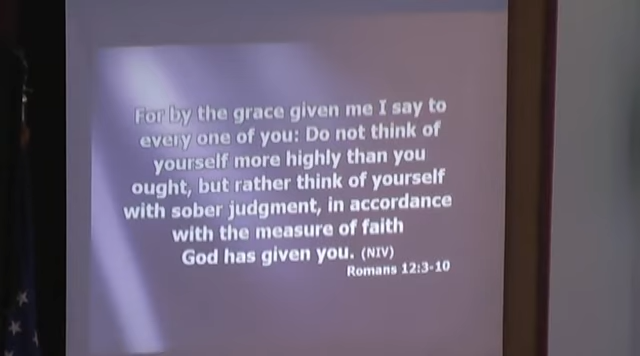 For by the grace given me I say to
every one of you: Do not think of
yourself more highly than you
ought, but rather think of yourself
with sober judgment, in accordance
with the measure of faith
God has given you. (NIV)
Romans 12:3-10